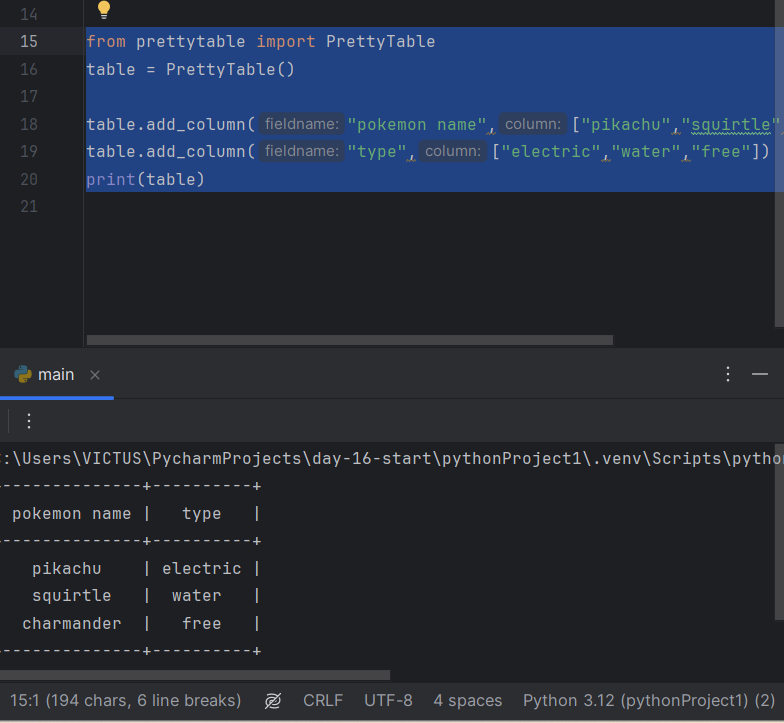 14
15 from prettytable import PrettyTable
16 table = PrettyTable()
17
18 table.add_column( fieldname: "pokemon name", column: ["pikachu","squirtle",
19 table.add_column( fieldname: "type", column: ["electric","water","free"])
20 print(table)
21
main
:\Users\VICTUS\PycharmProjects\day-16-start\pythonProject1\.venv\Scripts\python
--------------+----------+
pokemon name |   type   |
--------------+----------+
pikachu    | electric |
squirtle   |  water   |
charmander  |   free   |
--------------+----------+
15:1 (194 chars, 6 line breaks) CRLF UTF-8 4 spaces Python 3.12 (pythonProject1) (2)